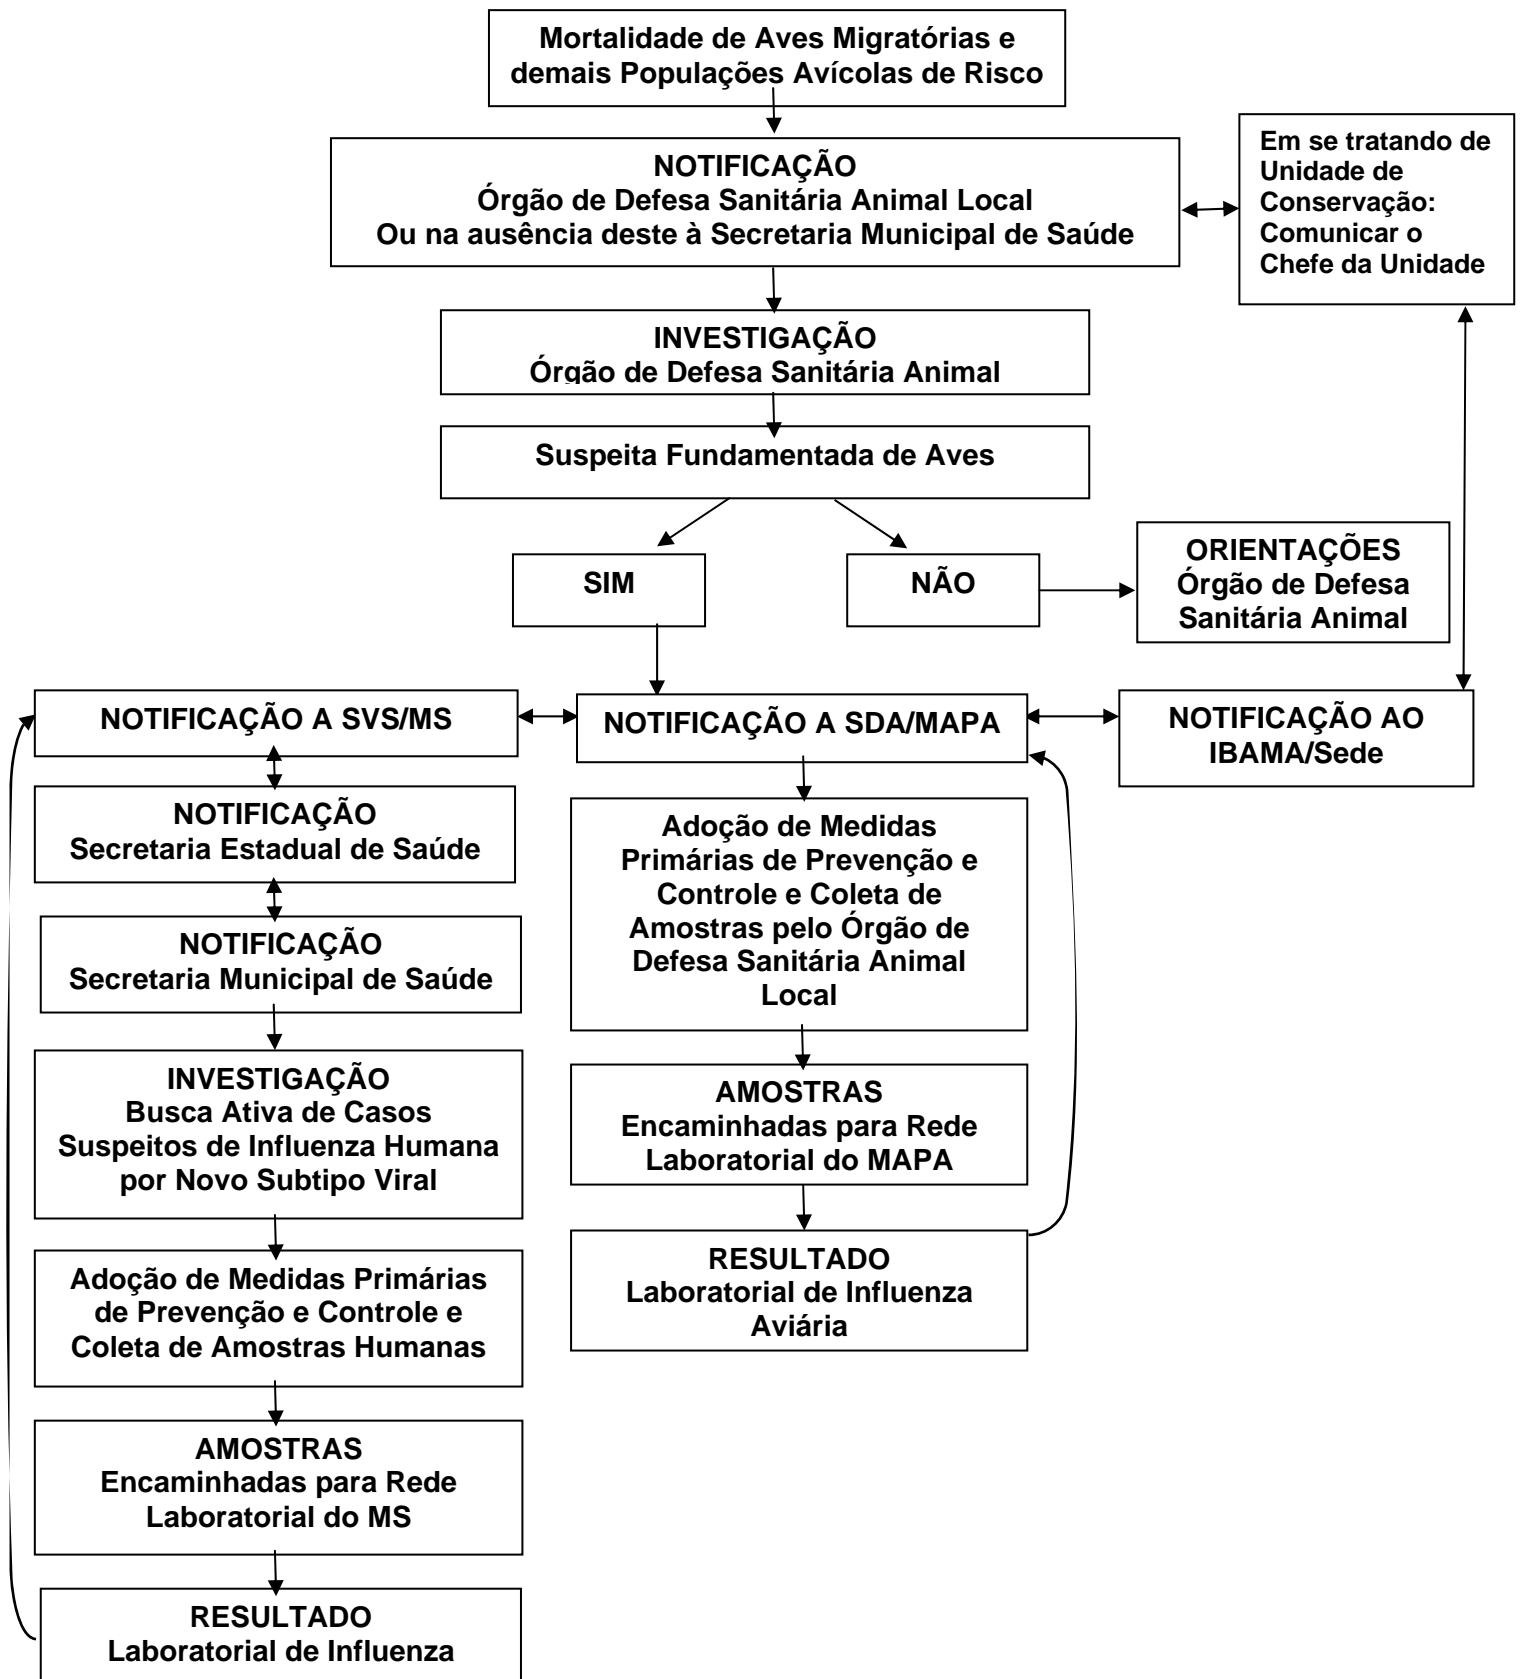 Mortalidade de Aves Migratórias e
demais Populações Avícolas de Risco
NOTIFICAÇÃO
Órgão de Defesa Sanitária Animal Local
Ou na ausência deste à Secretaria Municipal de Saúde
Em se tratando de
Unidade de
Conservação:
Comunicar o
Chefe da Unidade
INVESTIGAÇÃO
Órgão de Defesa Sanitária Animal
Suspeita Fundamentada de Aves
SIM
NÃO
ORIENTAÇÕES
Órgão de Defesa
Sanitária Animal
NOTIFICAÇÃO A SVS/MS
NOTIFICAÇÃO A SDA/MAPA
NOTIFICAÇÃO AO
IBAMA/Sede
NOTIFICAÇÃO
Secretaria Estadual de Saúde
NOTIFICAÇÃO
Secretaria Municipal de Saúde
INVESTIGAÇÃO
Busca Ativa de Casos
Suspeitos de Influenza Humana
por Novo Subtipo Viral
Adoção de Medidas Primárias
de Prevenção e Controle e
Coleta de Amostras Humanas
AMOSTRAS
Encaminhadas para Rede
Laboratorial do MS
RESULTADO
Laboratorial de Influenza
Adoção de Medidas
Primárias de Prevenção e
Controle e Coleta de
Amostras pelo Órgão de
Defesa Sanitária Animal
Local
AMOSTRAS
Encaminhadas para Rede
Laboratorial do MAPA
RESULTADO
Laboratorial de Influenza
Aviária